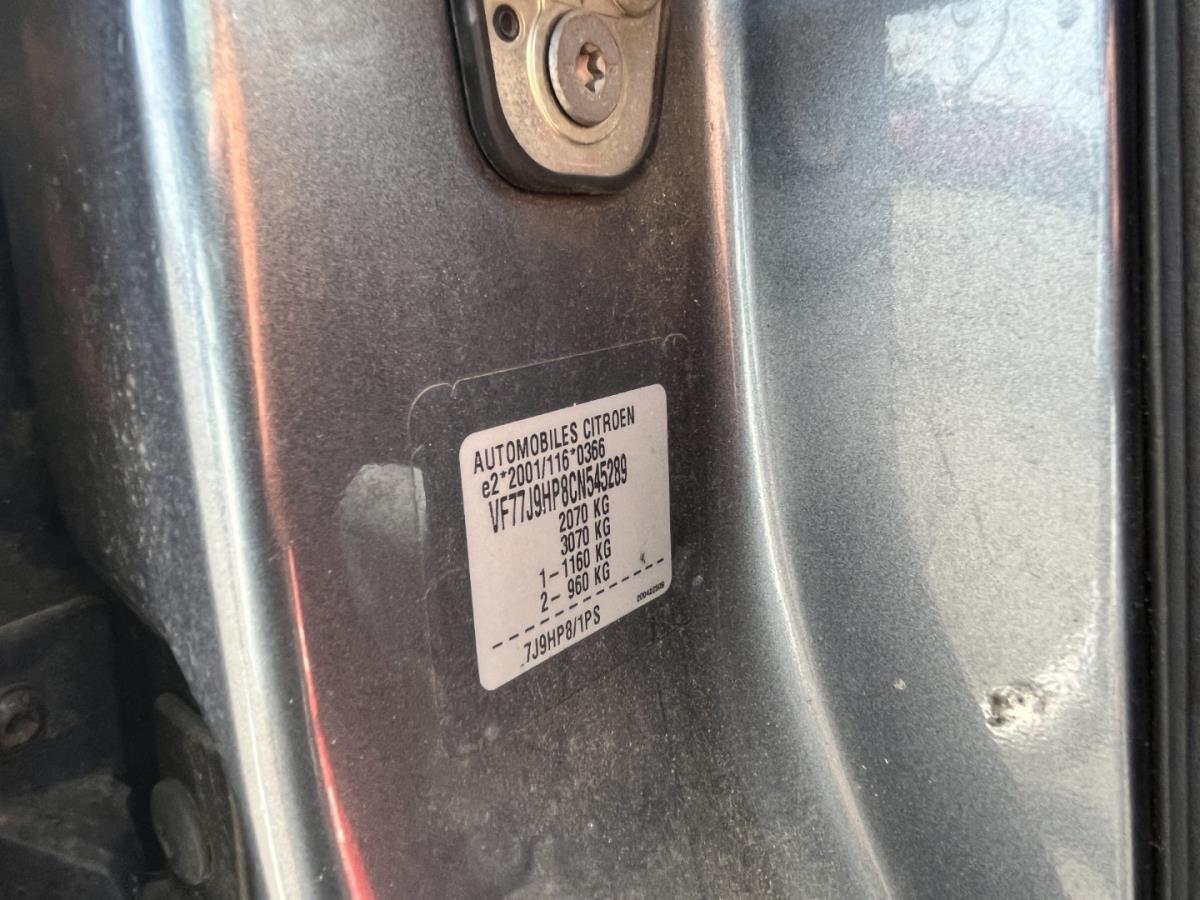 AUTOMOBILES CITROEN
e2*2001/116*0366
VF77J9HP8CN545289
2070 KG
3070 KG
1- 1160 KG
2- 960 KG
7J9HP8/1PS